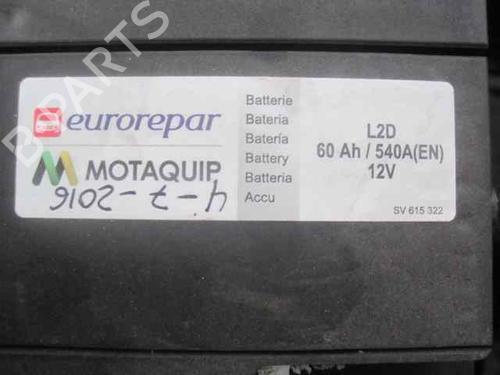 eurorepar
MOTAQUIP
4-7-2016
Batterie
Bateria
Batería
Battery
Batteria
Accu
L2D
60 Ah / 540A(EN)
12V
SV 615 322
B-PARTS